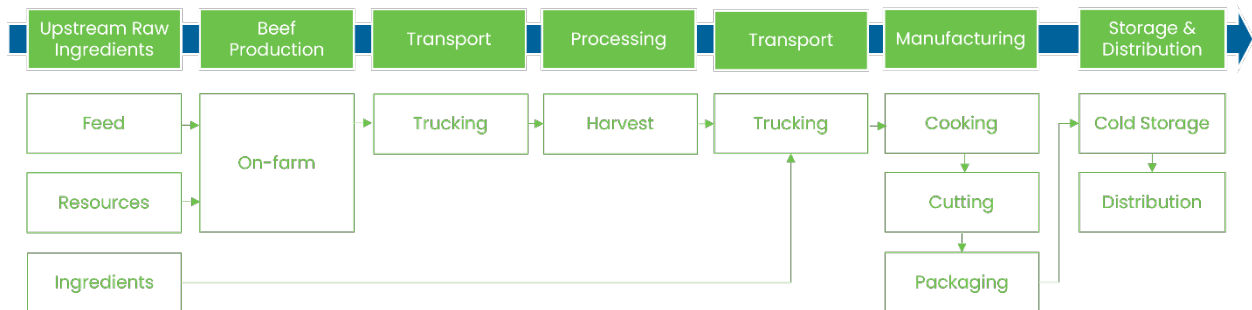 Upstream Raw
Ingredients
Beef
Production
Transport
Processing
Transport
Manufacturing
Storage &
Distribution
Feed
On-farm
Trucking
Harvest
Trucking
Cooking
Cold Storage
Resources
Cutting
Distribution
Ingredients
Packaging